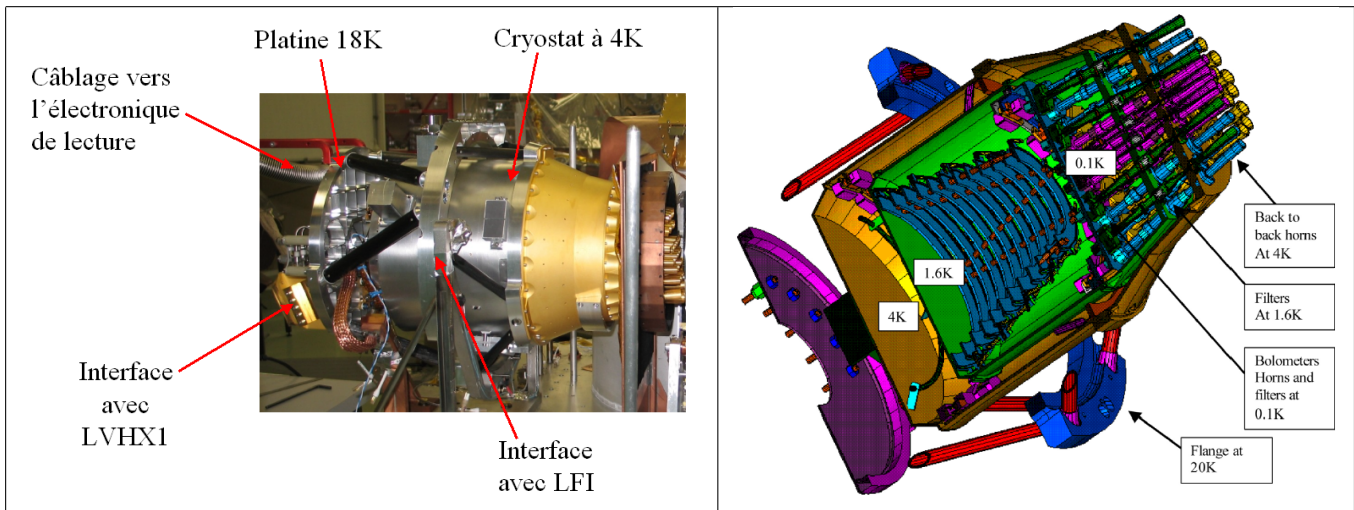 Platine 18K
Cryostat à 4K
Câblage vers
l'électronique
de lecture
Interface
avec
LVHX1
Interface
avec LFI
0.1K
1.6K
4K
Back to
back horns
At 4K
Filters
At 1.6K
Bolometers
Horns and
filters at
0.1K
Flange at
20K